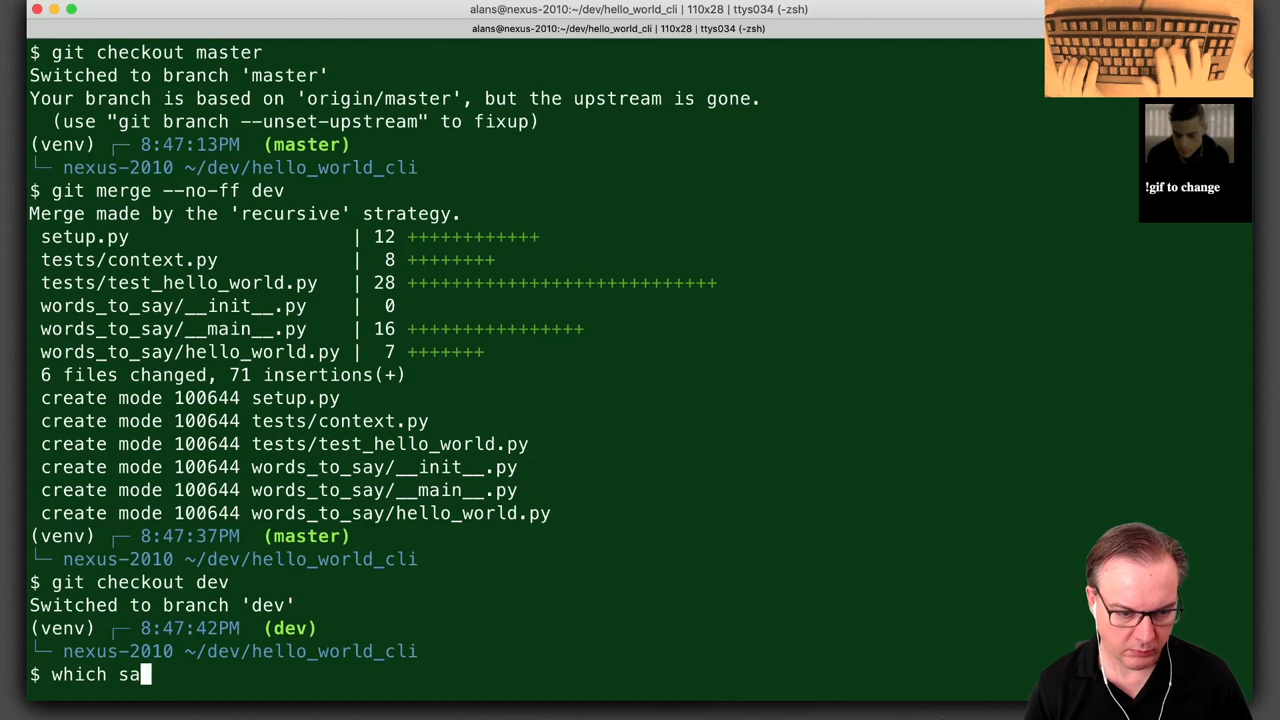 alans@nexus-2010:~/dev/hello_world_cli | 110x28 | ttys034 (-zsh)
alans@nexus-2010:~/dev/hello_world_cli | 110x28 | ttys034 (-zsh)
$ git checkout master
Switched to branch 'master'
Your branch is based on 'origin/master', but the upstream is gone.
  (use "git branch --unset-upstream" to fixup)
(venv) ┌─ 8:47:13PM  (master)
└─ nexus-2010 ~/dev/hello_world_cli
$ git merge --no-ff dev
Merge made by the 'recursive' strategy.
 setup.py                    | 12 ++++++++++++
 tests/context.py            |  8 ++++++++
 tests/test_hello_world.py   | 28 ++++++++++++++++++++++++++++
 words_to_say/__init__.py    |  0
 words_to_say/__main__.py    | 16 ++++++++++++++++
 words_to_say/hello_world.py |  7 +++++++
 6 files changed, 71 insertions(+)
 create mode 100644 setup.py
 create mode 100644 tests/context.py
 create mode 100644 tests/test_hello_world.py
 create mode 100644 words_to_say/__init__.py
 create mode 100644 words_to_say/__main__.py
 create mode 100644 words_to_say/hello_world.py
(venv) ┌─ 8:47:37PM  (master)
└─ nexus-2010 ~/dev/hello_world_cli
$ git checkout dev
Switched to branch 'dev'
(venv) ┌─ 8:47:42PM  (dev)
└─ nexus-2010 ~/dev/hello_world_cli
$ which sa
!gif to change